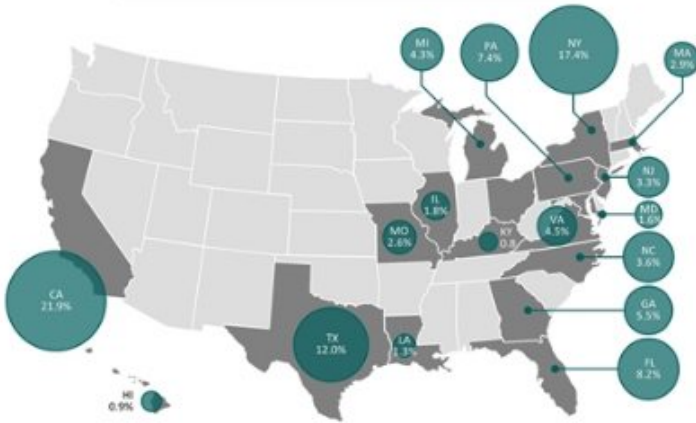 MI
4.3%
PA
7.4%
NY
17.4%
MA
2.9%
NJ
3.3%
MD
1.6%
IL
1.8%
MO
2.6%
KY
0.8
VA
4.5%
NC
3.6%
CA
21.9%
GA
5.5%
TX
12.0%
LA
1.3%
FL
8.2%
HI
0.9%